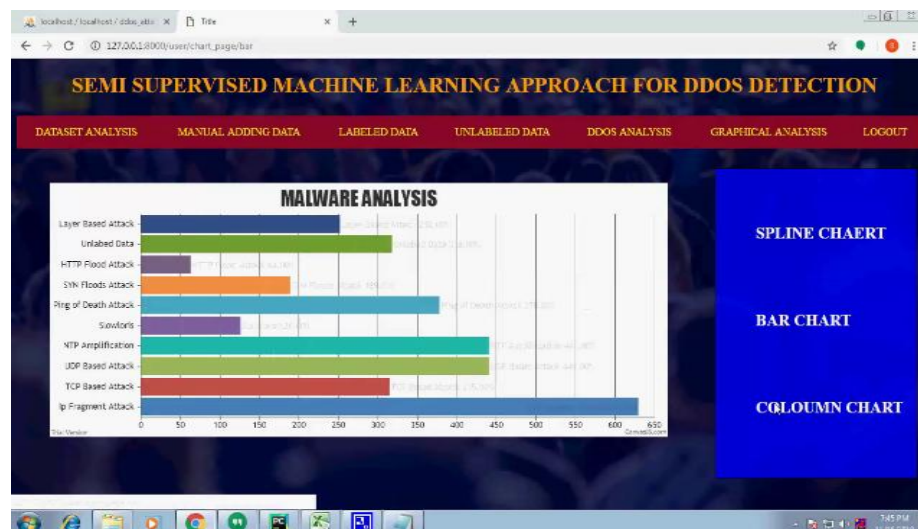 localhost / localhost / ddos_atta
Title
127.0.0.1:8000/user/chart_page/bar
SEMI SUPERVISED MACHINE LEARNING APPROACH FOR DDOS DETECTION
DATASET ANALYSIS MANUAL ADDING DATA LABELED DATA UNLABELED DATA DDOS ANALYSIS GRAPHICAL ANALYSIS LOGOUT
MALWARE ANALYSIS
Layer Based Attack
Unlabed Data
HTTP Flood Attack
SYN Floods Attack
Ping of Death Attack
Slowloris
NTP Amplification
UDP Based Attack
TCP Based Attack
Ip Fragment Attack
0 50 100 150 200 250 300 350 400 450 500 550 600 650
Trial Version
CanvasJS.com
SPLINE CHAERT
BAR CHART
COLOUMN CHART
7:45 PM